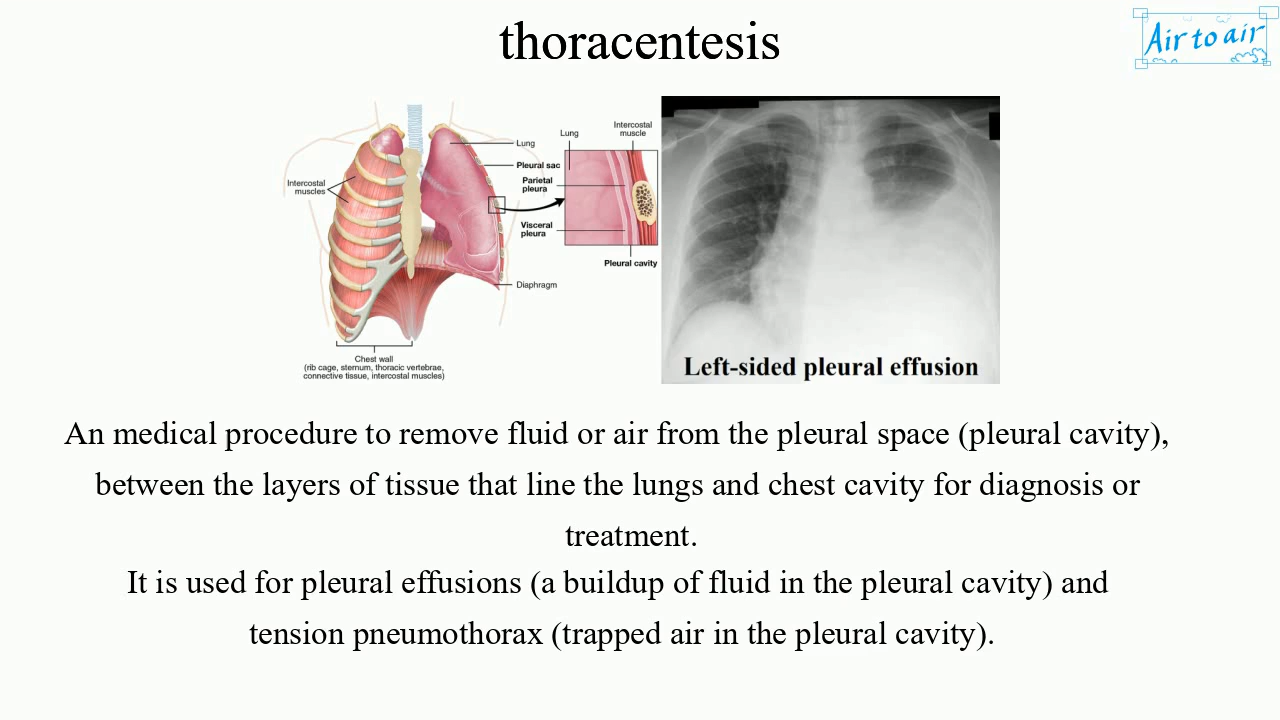 thoracentesis
Air to air
Intercostal
muscles
Lung
Pleural sac
Parietal
pleura
Visceral
pleura
Diaphragm
Chest wall
(rib cage, sternum, thoracic vertebrae,
connective tissue, intercostal muscles)
Lung
Intercostal
muscle
Pleural cavity
Left-sided pleural effusion
An medical procedure to remove fluid or air from the pleural space (pleural cavity),
between the layers of tissue that line the lungs and chest cavity for diagnosis or
treatment.
It is used for pleural effusions (a buildup of fluid in the pleural cavity) and
tension pneumothorax (trapped air in the pleural cavity).